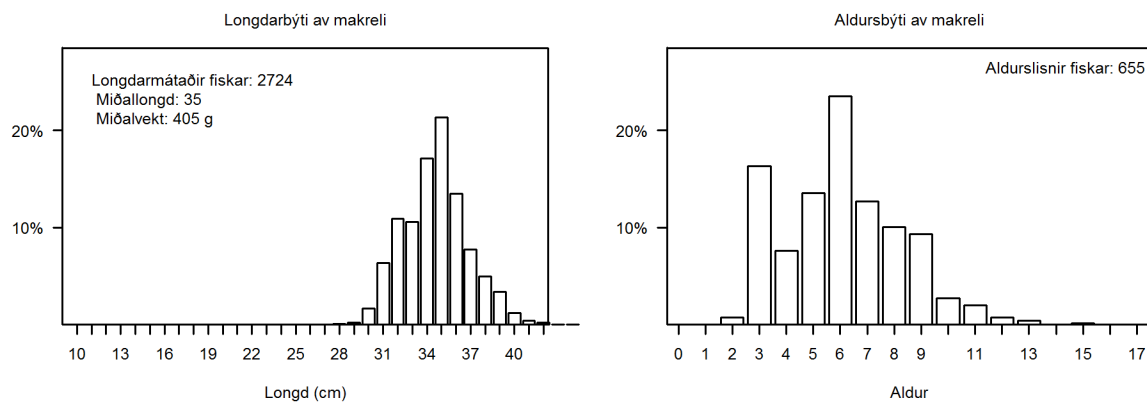 Longdarbýti av makreli
Longdarmátaðir fiskar: 2724
Miðallongd: 35
Miðalvekt: 405 g
20%
10%
10 13 16 19 22 25 28 31 34 37 40
Longd (cm)
Aldursbýti av makreli
Aldurslisnir fiskar: 655
20%
10%
0 1 2 3 4 5 6 7 8 9 11 13 15 17
Aldur